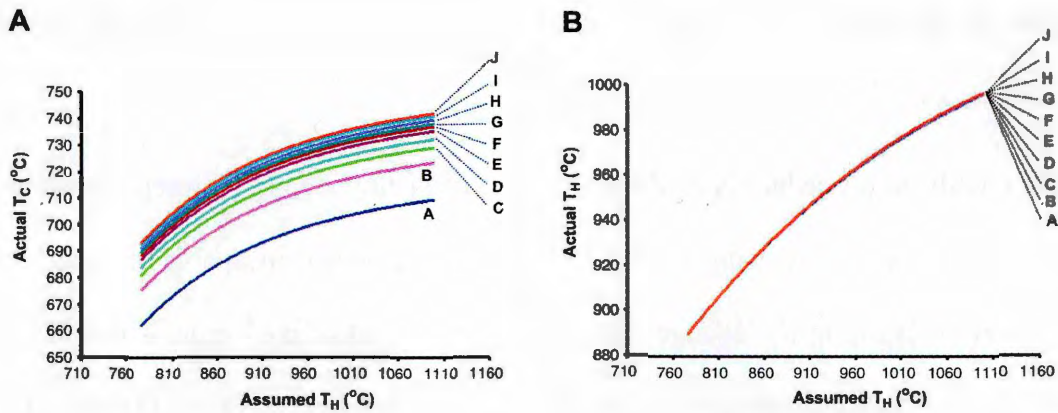 A
J
I
H
G
F
E
D
C
B
A
750
740
730
720
710
700
690
680
670
660
650
710 760 810 860 910 960 1010 1060 1110 1160
Actual T_C (°C)
Assumed T_H (°C)
B
J
I
H
G
F
E
D
C
B
A
1000
980
960
940
920
900
880
710 760 810 860 910 960 1010 1060 1110 1160
Actual T_H (°C)
Assumed T_H (°C)